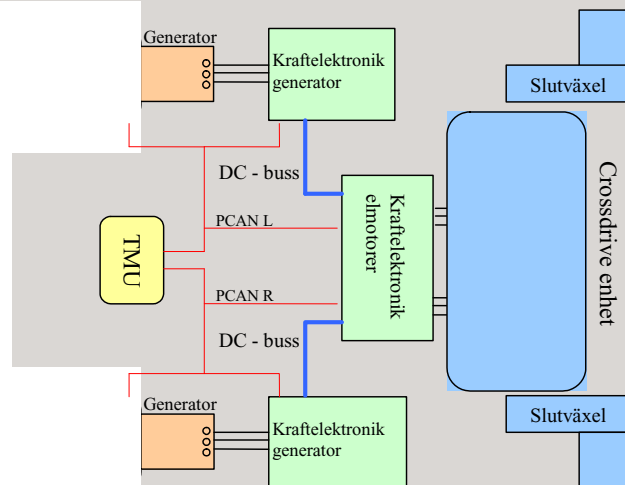 Generator
Kraftelektronik
generator
Slutväxel
DC - buss
Kraftelektronik
elmotorer
Crossdrive enhet
PCAN L
TMU
PCAN R
DC - buss
Generator
Kraftelektronik
generator
Slutväxel